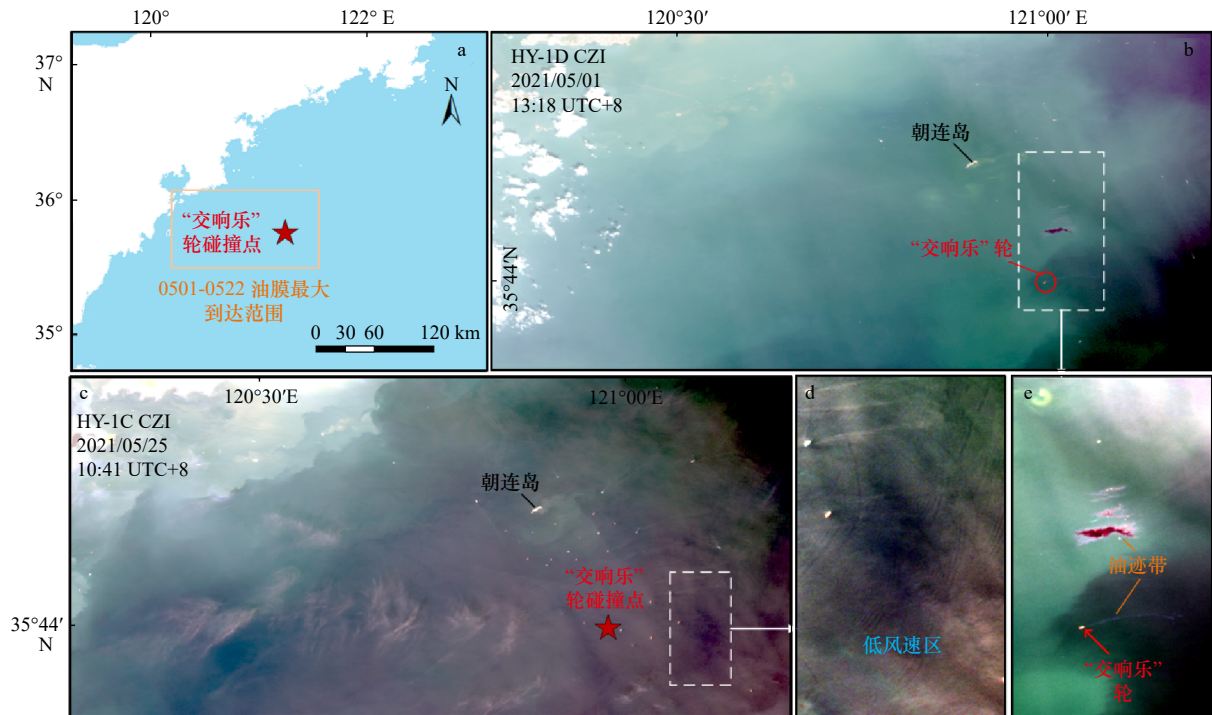 120°
122° E
120°30′
121°00′ E
37°
N
36°
35°
a
N
“交响乐”
轮碰撞点
0501-0522 油膜最大
到达范围
0 30 60 120 km
b
HY-1D CZI
2021/05/01
13:18 UTC+8
朝连岛
“交响乐” 轮
35°44′N
c
120°30′E
121°00′E
HY-1C CZI
2021/05/25
10:41 UTC+8
朝连岛
“交响乐”
轮碰撞点
35°44′
N
d
低风速区
e
油迹带
“交响乐”
轮